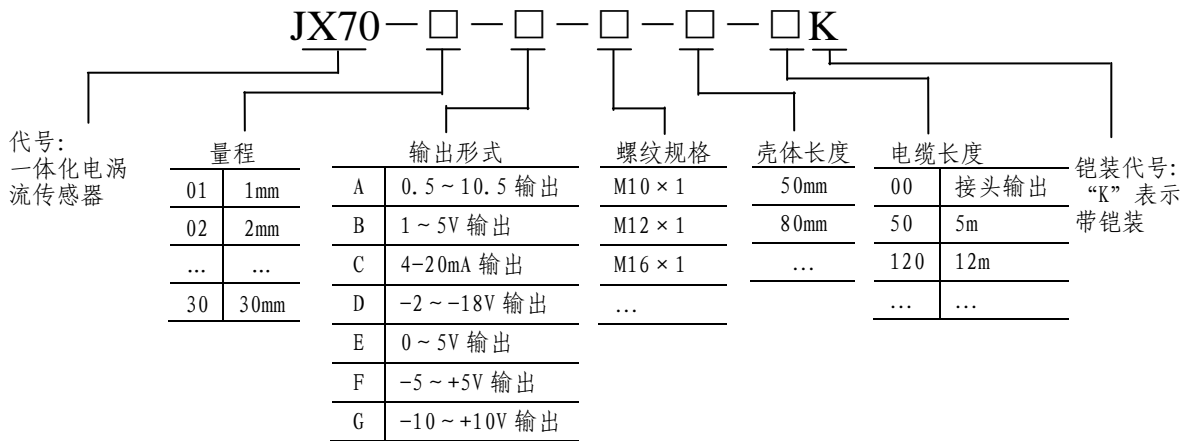 JX70—□—□—□—□—□K
代号:
一体化电涡
流传感器
量程
01 1mm
02 2mm
... ...
30 30mm
输出形式
A 0.5~10.5 输出
B 1~5V 输出
C 4-20mA 输出
D -2~-18V 输出
E 0~5V 输出
F -5~+5V 输出
G -10~+10V 输出
螺纹规格
M10×1
M12×1
M16×1
...
壳体长度
50mm
80mm
...
电缆长度
00 接头输出
50 5m
120 12m
... ...
铠装代号:
“K”表示
带铠装